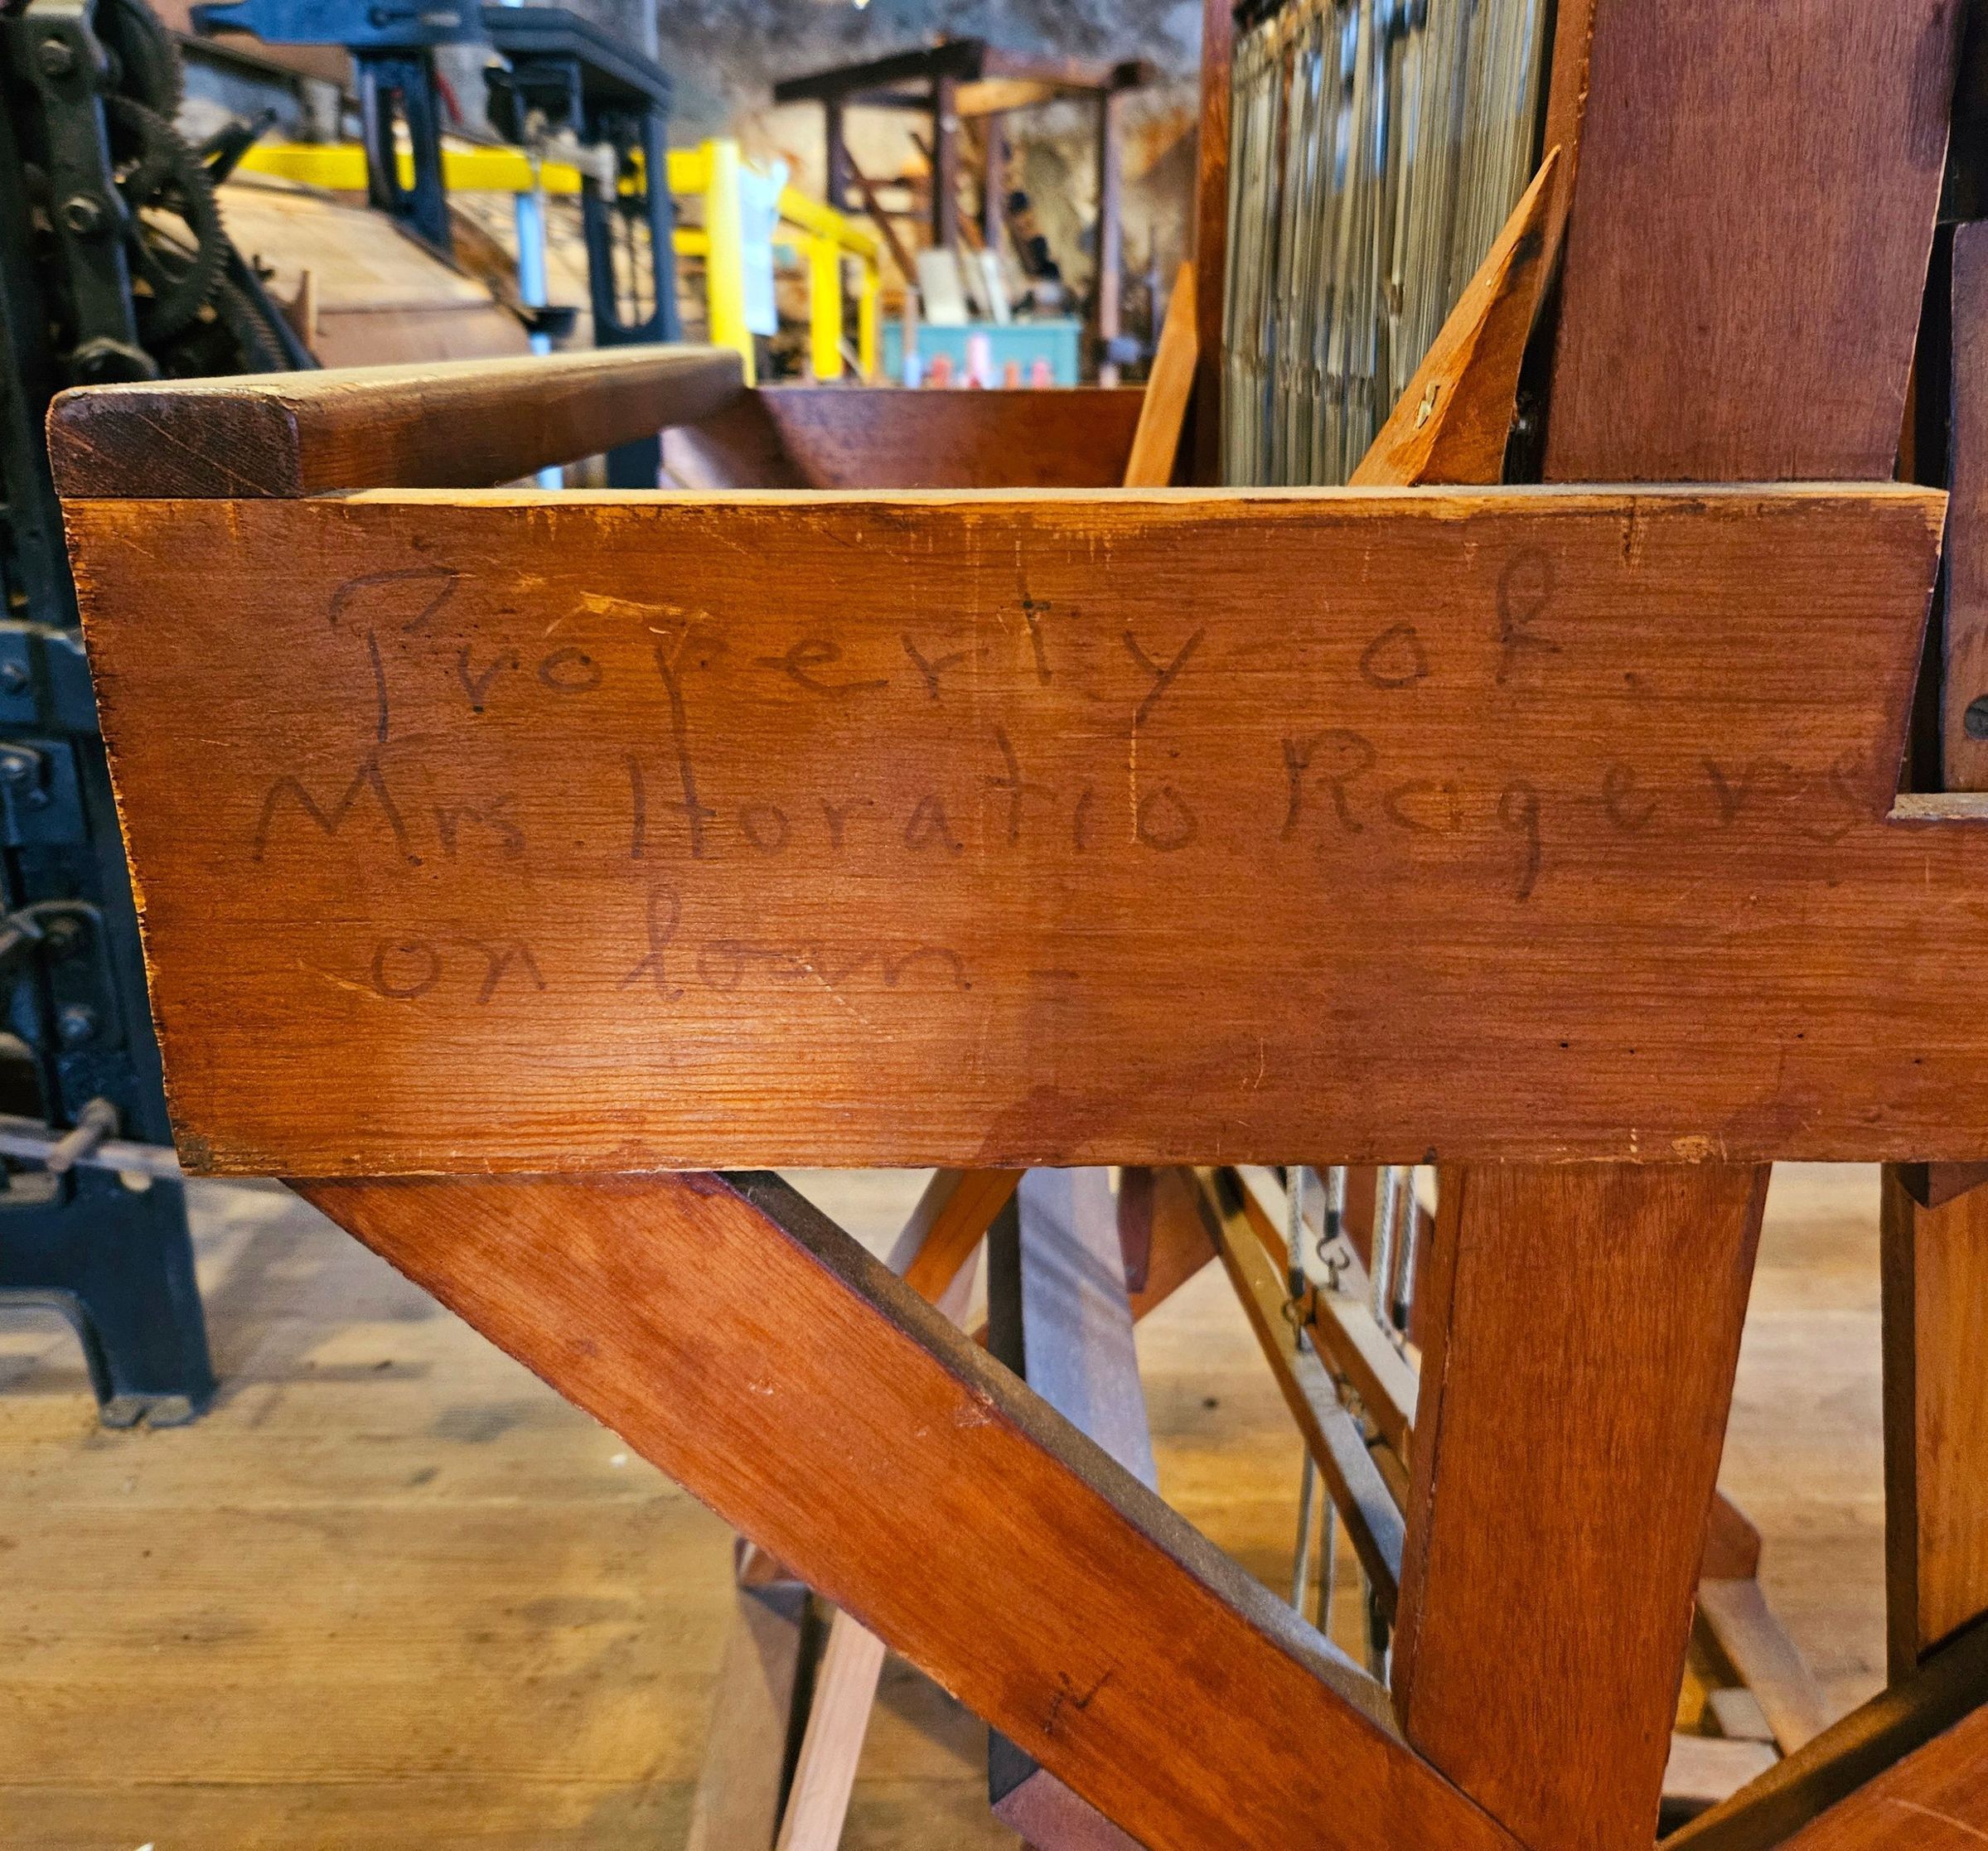 Property of
Mrs Horatio Rogers
on loan